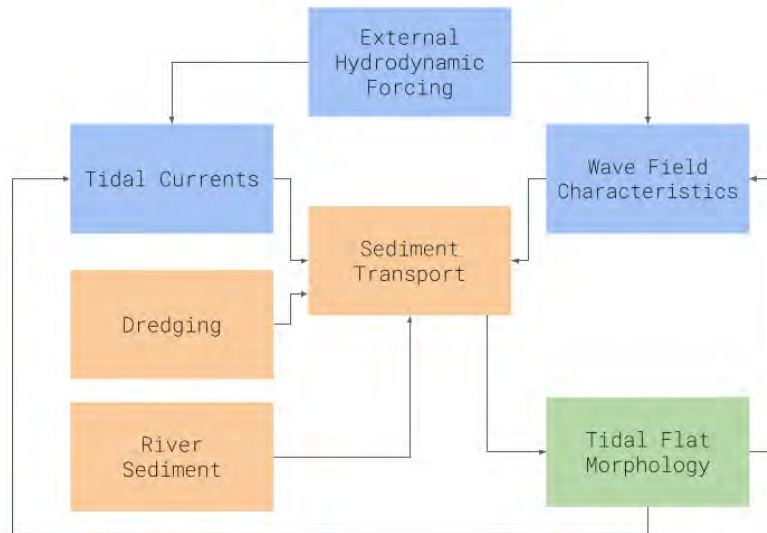 External
Hydrodynamic
Forcing
Tidal Currents
Wave Field
Characteristics
Sediment
Transport
Dredging
River
Sediment
Tidal Flat
Morphology